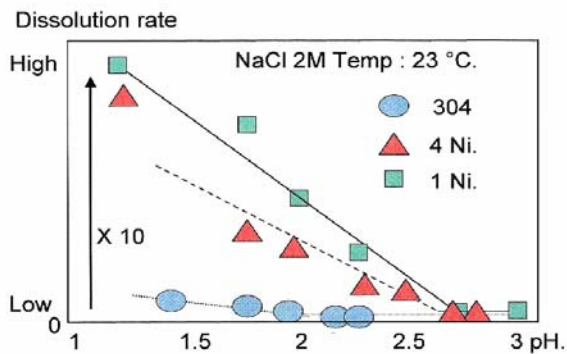 Dissolution rate
High
NaCl 2M Temp : 23 °C.
304
4 Ni.
1 Ni.
X 10
Low
0
1 1.5 2 2.5 3 pH.